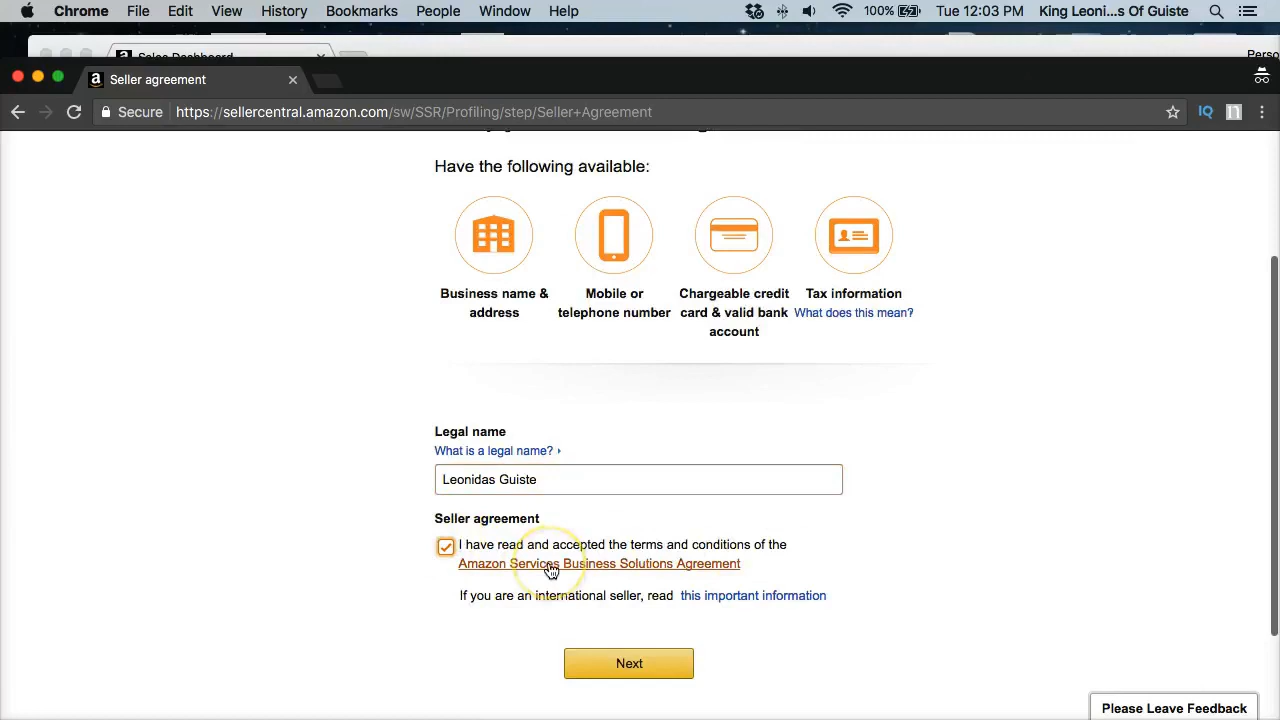 Chrome File Edit View History Bookmarks People Window Help 100% Tue 12:03 PM King Leoni...s Of Guiste
Sales Dashboard
Perso
Seller agreement
Secure https://sellercentral.amazon.com/sw/SSR/Profiling/step/Seller+Agreement
Have the following available:
Business name & address
Mobile or telephone number
Chargeable credit card & valid bank account
Tax information
What does this mean?
Legal name
What is a legal name?
Leonidas Guiste
Seller agreement
I have read and accepted the terms and conditions of the
Amazon Services Business Solutions Agreement
If you are an international seller, read this important information
Next
Please Leave Feedback